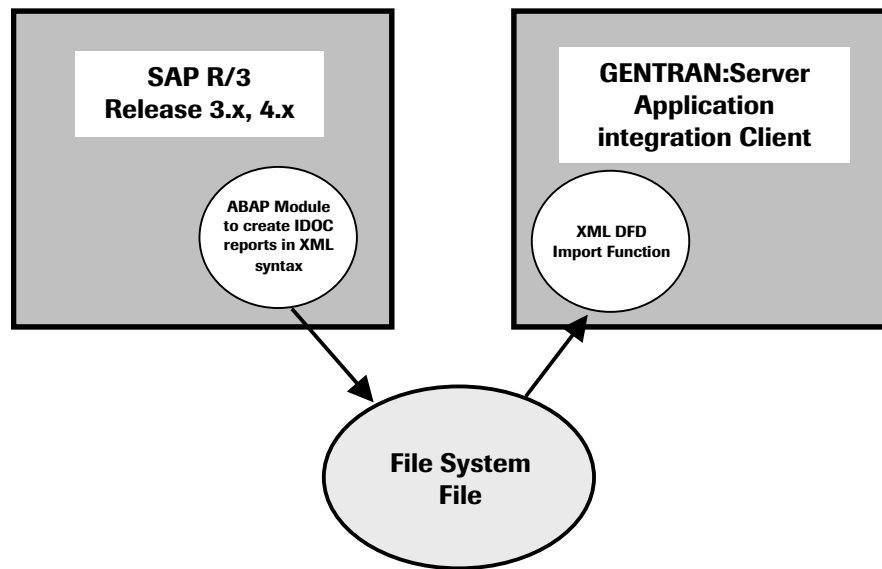 SAP R/3
Release 3.x, 4.x
ABAP Module
to create IDOC
reports in XML
syntax
GENTRAN:Server
Application
integration Client
XML DFD
Import Function
File System
File